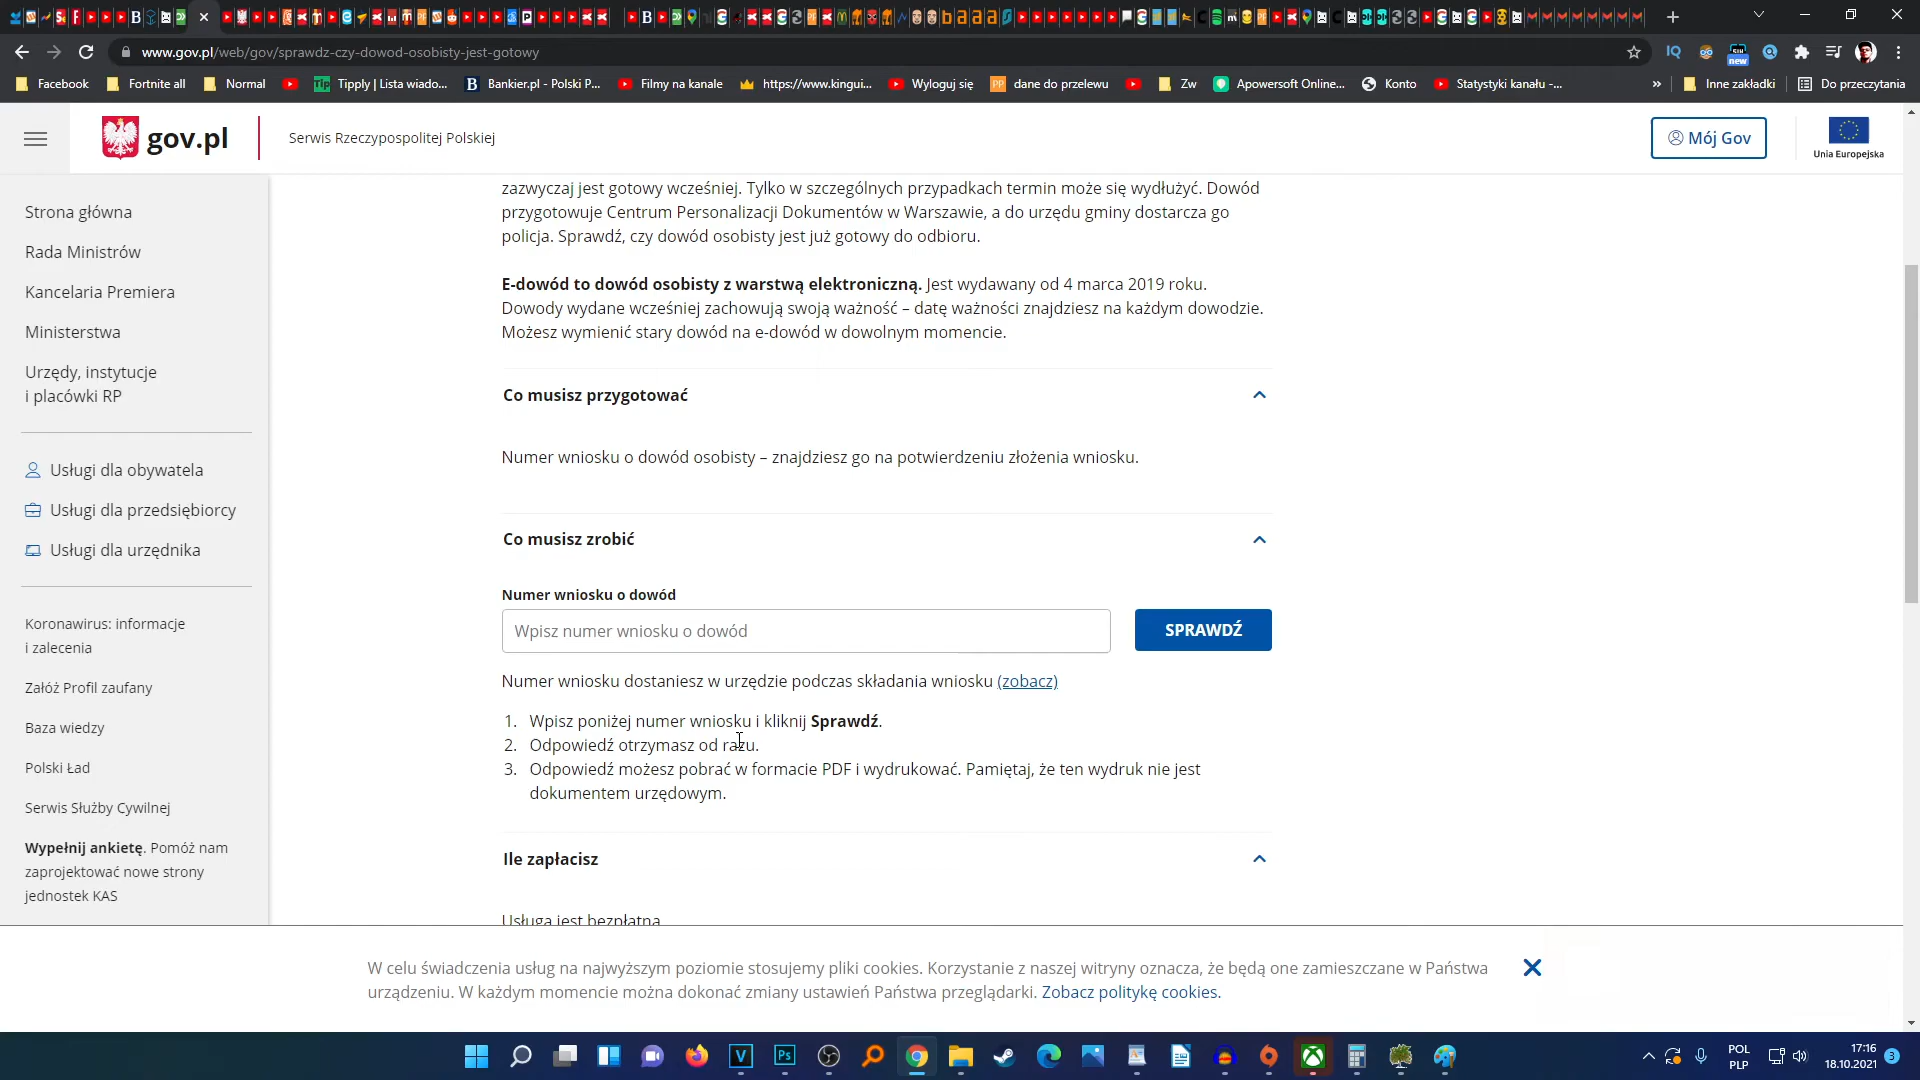 www.gov.pl/web/gov/sprawdz-czy-dowod-osobisty-jest-gotowy
new
Facebook
Fortnite all
Normal
Tipply | Lista wiado...
Bankier.pl - Polski P...
Filmy na kanale
https://www.kingui...
Wyloguj się
dane do przelewu
Zw
Apowersoft Online...
Konto
Statystyki kanału -...
»
Inne zakładki
Do przeczytania
gov.pl
Serwis Rzeczypospolitej Polskiej
Mój Gov
Unia Europejska
Strona główna
Rada Ministrów
Kancelaria Premiera
Ministerstwa
Urzędy, instytucje
i placówki RP
Usługi dla obywatela
Usługi dla przedsiębiorcy
Usługi dla urzędnika
Koronawirus: informacje
i zalecenia
Załóż Profil zaufany
Baza wiedzy
Polski Ład
Serwis Służby Cywilnej
Wypełnij ankietę. Pomóż nam
zaprojektować nowe strony
jednostek KAS
zazwyczaj jest gotowy wcześniej. Tylko w szczególnych przypadkach termin może się wydłużyć. Dowód
przygotowuje Centrum Personalizacji Dokumentów w Warszawie, a do urzędu gminy dostarcza go
policja. Sprawdź, czy dowód osobisty jest już gotowy do odbioru.
E-dowód to dowód osobisty z warstwą elektroniczną. Jest wydawany od 4 marca 2019 roku.
Dowody wydane wcześniej zachowują swoją ważność – datę ważności znajdziesz na każdym dowodzie.
Możesz wymienić stary dowód na e-dowód w dowolnym momencie.
Co musisz przygotować
Numer wniosku o dowód osobisty – znajdziesz go na potwierdzeniu złożenia wniosku.
Co musisz zrobić
Numer wniosku o dowód
Wpisz numer wniosku o dowód
SPRAWDŹ
Numer wniosku dostaniesz w urzędzie podczas składania wniosku (zobacz)
1. Wpisz poniżej numer wniosku i kliknij Sprawdź.
2. Odpowiedź otrzymasz od razu.
3. Odpowiedź możesz pobrać w formacie PDF i wydrukować. Pamiętaj, że ten wydruk nie jest
dokumentem urzędowym.
Ile zapłacisz
Usługa jest bezpłatna
W celu świadczenia usług na najwyższym poziomie stosujemy pliki cookies. Korzystanie z naszej witryny oznacza, że będą one zamieszczane w Państwa
urządzeniu. W każdym momencie można dokonać zmiany ustawień Państwa przeglądarki. Zobacz politykę cookies.
POL
PLP
17:16
18.10.2021
3